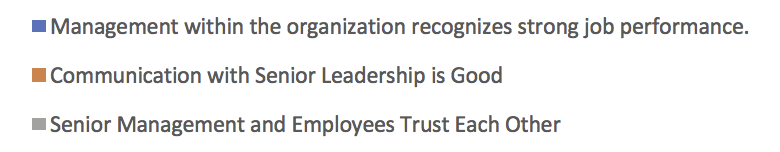 Management within the organization recognizes strong job performance.
Communication with Senior Leadership is Good
Senior Management and Employees Trust Each Other